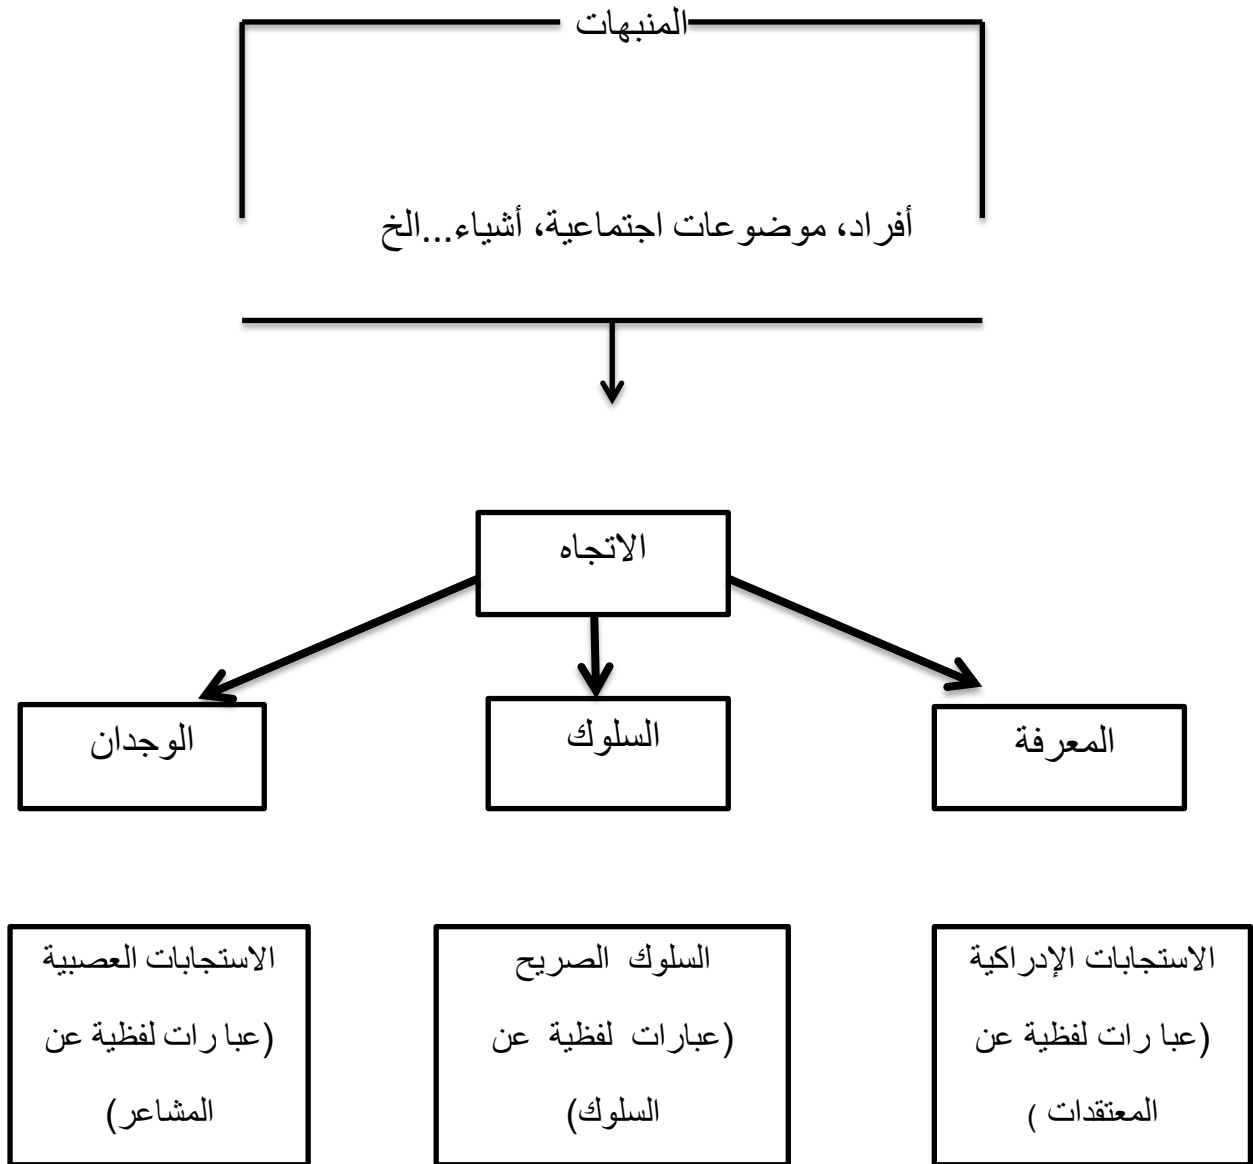 المنبهات
أفراد، موضوعات اجتماعية، أشياء...الخ
الاتجاه
المعرفة
السلوك
الوجدان
الاستجابات الإدراكية
(عبا رات لفظية عن
المعتقدات )
السلوك الصريح
(عبارات لفظية عن
السلوك)
الاستجابات العصبية
(عبا رات لفظية عن
المشاعر)